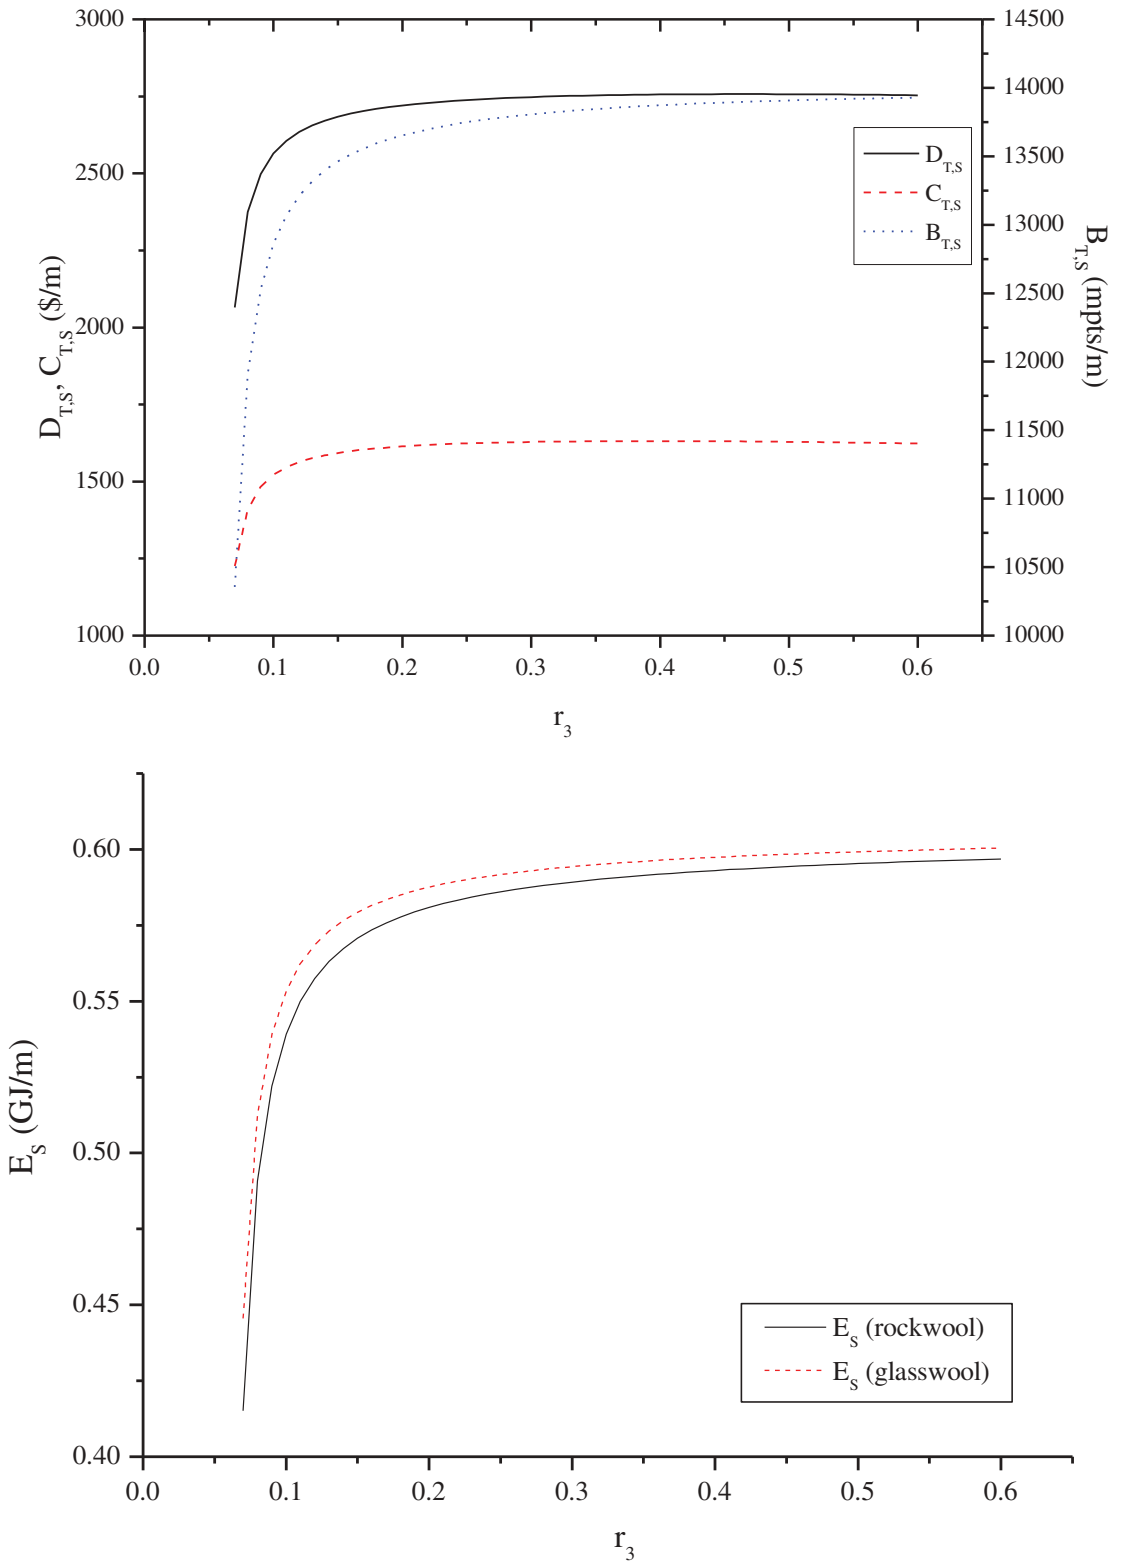 3000
2500
2000
1500
1000
D_T,S, C_T,S ($/m)
14500
14000
13500
13000
12500
12000
11500
11000
10500
10000
B_T,S (mpts/m)
D_T,S
C_T,S
B_T,S
0.0 0.1 0.2 0.3 0.4 0.5 0.6
r_3
0.60
0.55
0.50
0.45
0.40
E_S (GJ/m)
E_S (rockwool)
E_S (glasswool)
0.0 0.1 0.2 0.3 0.4 0.5 0.6
r_3